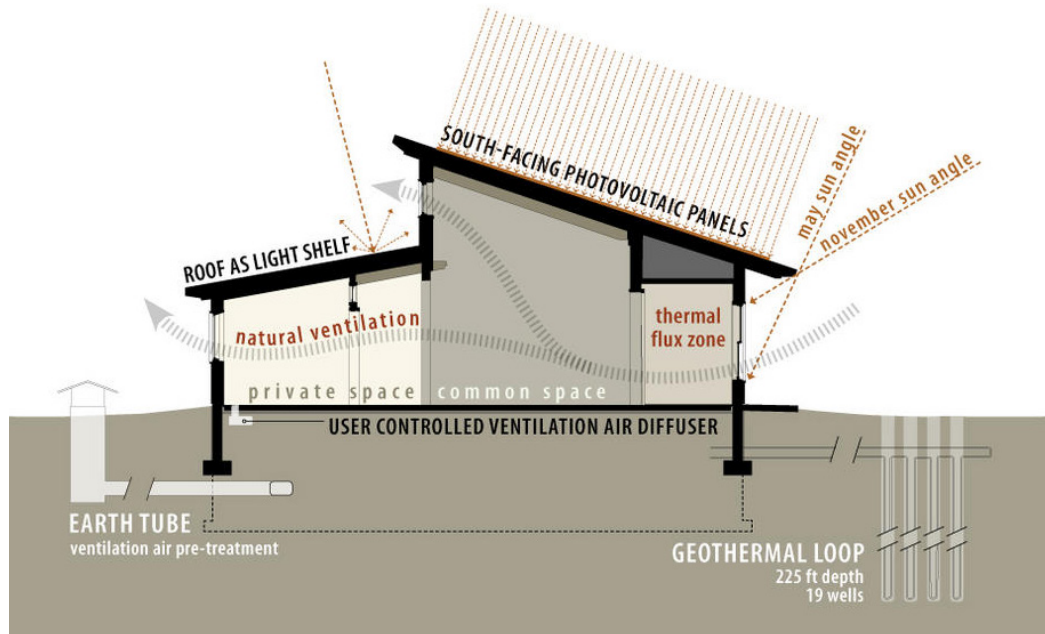 SOUTH-FACING PHOTOVOLTAIC PANELS
may sun angle
november sun angle
ROOF AS LIGHT SHELF
natural ventilation
thermal
flux zone
private space
common space
USER CONTROLLED VENTILATION AIR DIFFUSER
EARTH TUBE
ventilation air pre-treatment
GEOTHERMAL LOOP
225 ft depth
19 wells